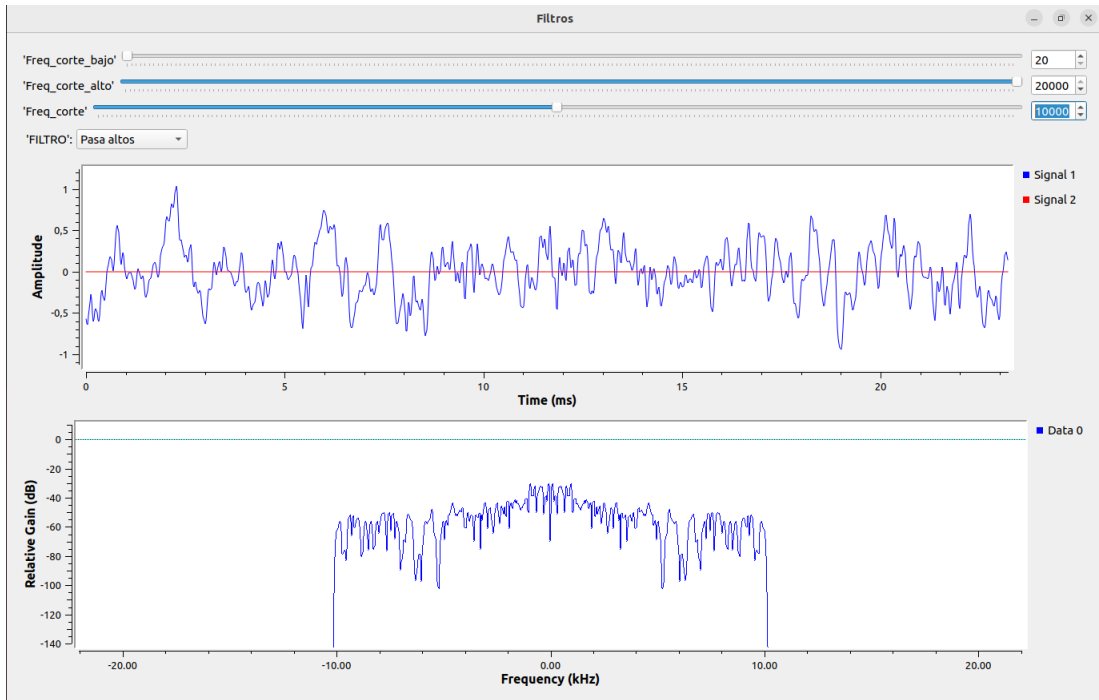 Filtros
'Freq_corte_bajo' 20
'Freq_corte_alto' 20000
'Freq_corte' 10000
'FILTRO': Pasa altos
Signal 1
Signal 2
Amplitude
1
0,5
0
-0,5
-1
0 5 10 15 20
Time (ms)
Data 0
Relative Gain (dB)
0
-20
-40
-60
-80
-100
-120
-140
-20.00 -10.00 0.00 10.00 20.00
Frequency (kHz)